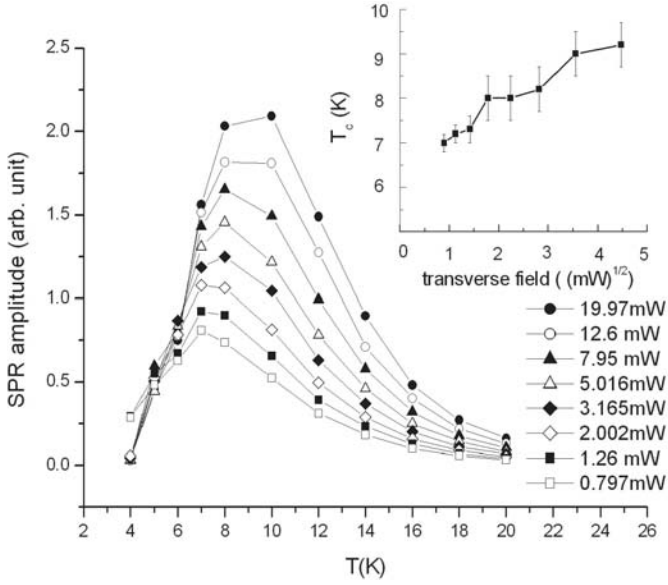 SPR amplitude (arb. unit)
2.5
2.0
1.5
1.0
0.5
0.0
2 4 6 8 10 12 14 16 18 20 22 24 26
T(K)
T_c (K)
10
9
8
7
6
0 1 2 3 4 5
transverse field ( (mW)^1/2)
19.97mW
12.6 mW
7.95 mW
5.016mW
3.165mW
2.002mW
1.26 mW
0.797mW